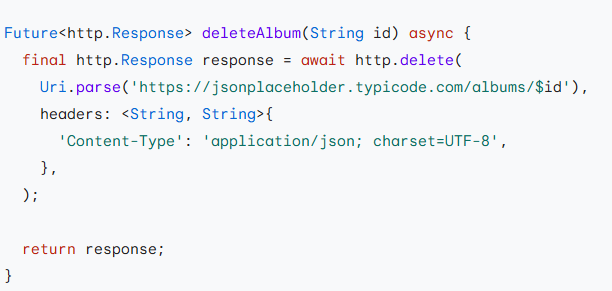 Future<http.Response> deleteAlbum(String id) async {
  final http.Response response = await http.delete(
    Uri.parse('https://jsonplaceholder.typicode.com/albums/$id'),
    headers: <String, String>{
      'Content-Type': 'application/json; charset=UTF-8',
    },
  );

  return response;
}